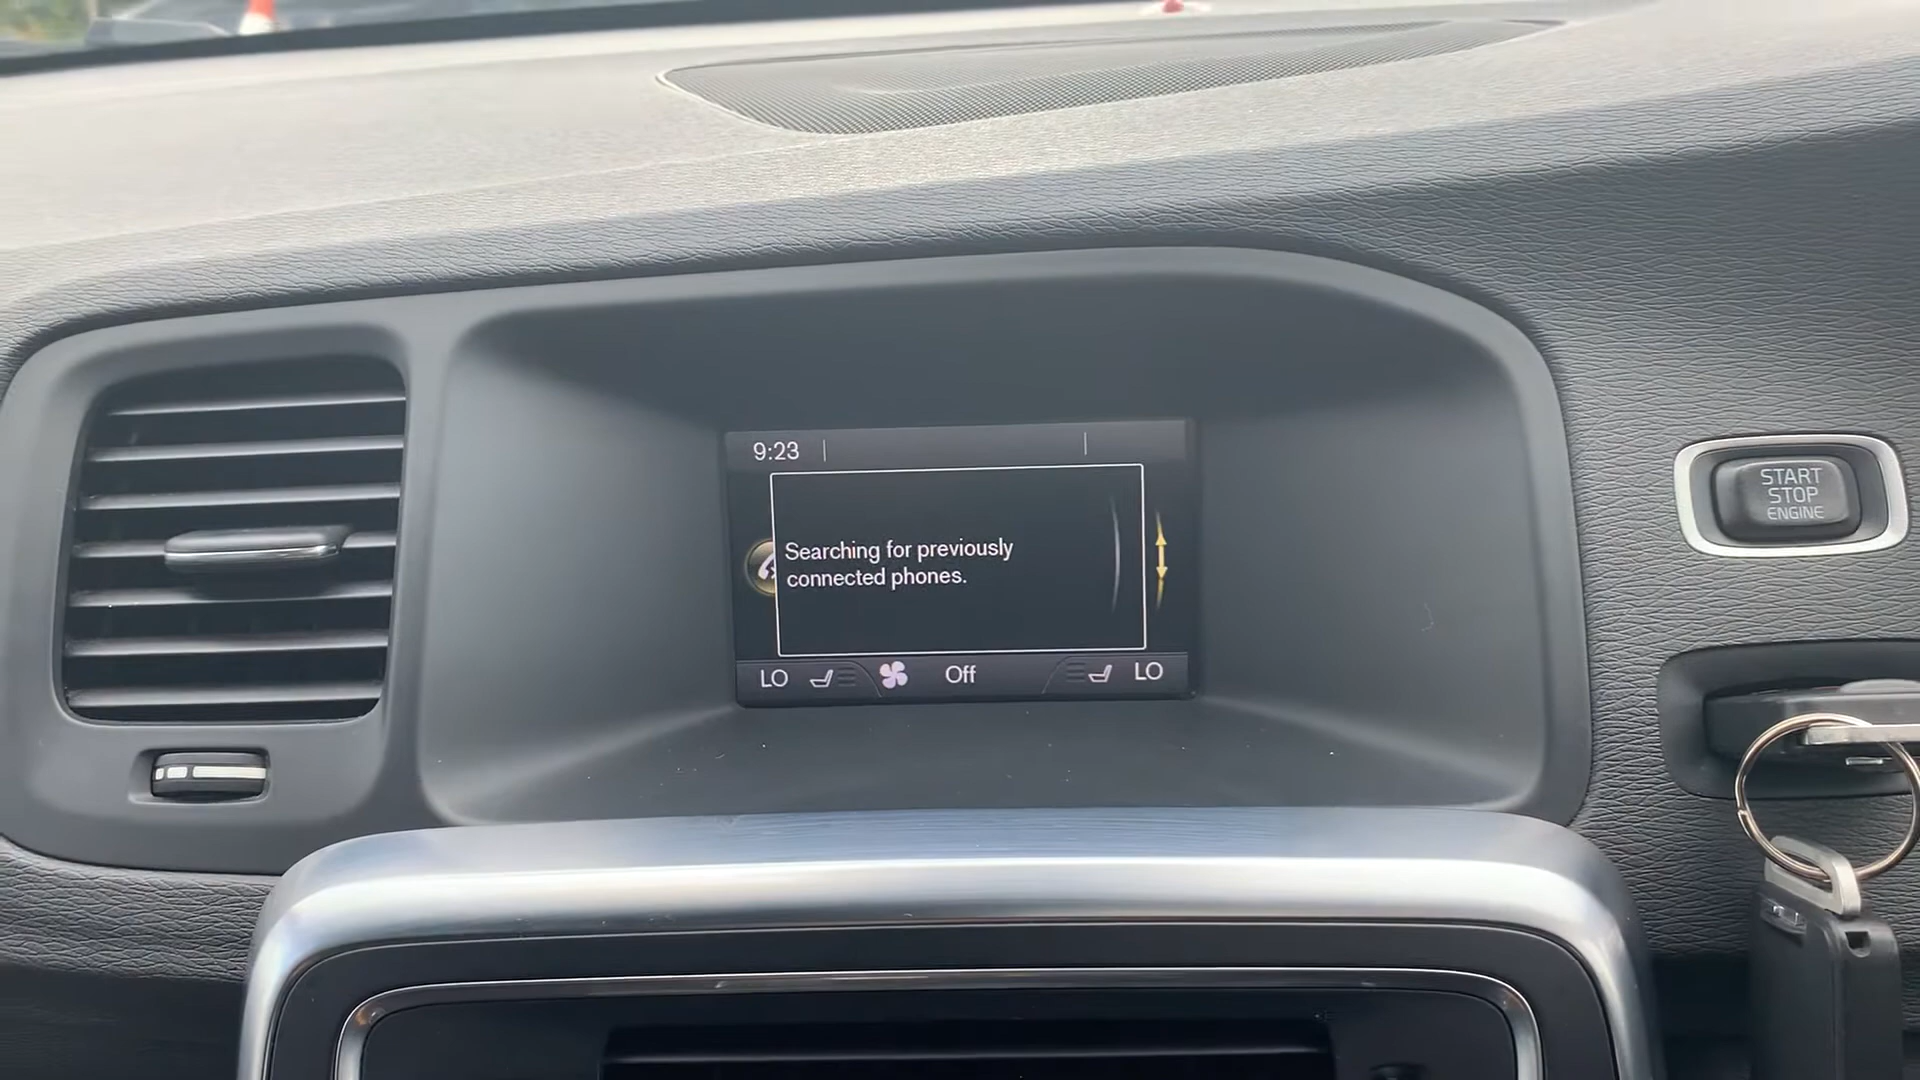 9:23
Searching for previously
connected phones.
LO Off LO
START
STOP
ENGINE